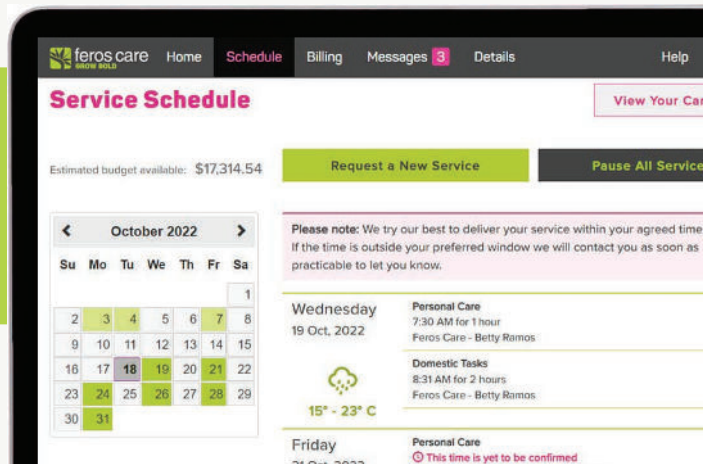 feros care
GROW BOLD
Home Schedule Billing Messages 3 Details Help
Service Schedule
View Your Car
Estimated budget available: $17,314.54
Request a New Service
Pause All Service
October 2022
Su Mo Tu We Th Fr Sa
1
2 3 4 5 6 7 8
9 10 11 12 13 14 15
16 17 18 19 20 21 22
23 24 25 26 27 28 29
30 31
Please note: We try our best to deliver your service within your agreed time
If the time is outside your preferred window we will contact you as soon as
practicable to let you know.
Wednesday
19 Oct, 2022
15° - 23° C
Personal Care
7:30 AM for 1 hour
Feros Care - Betty Ramos
Domestic Tasks
8:31 AM for 2 hours
Feros Care - Betty Ramos
Friday
21 Oct, 2022
Personal Care
This time is yet to be confirmed